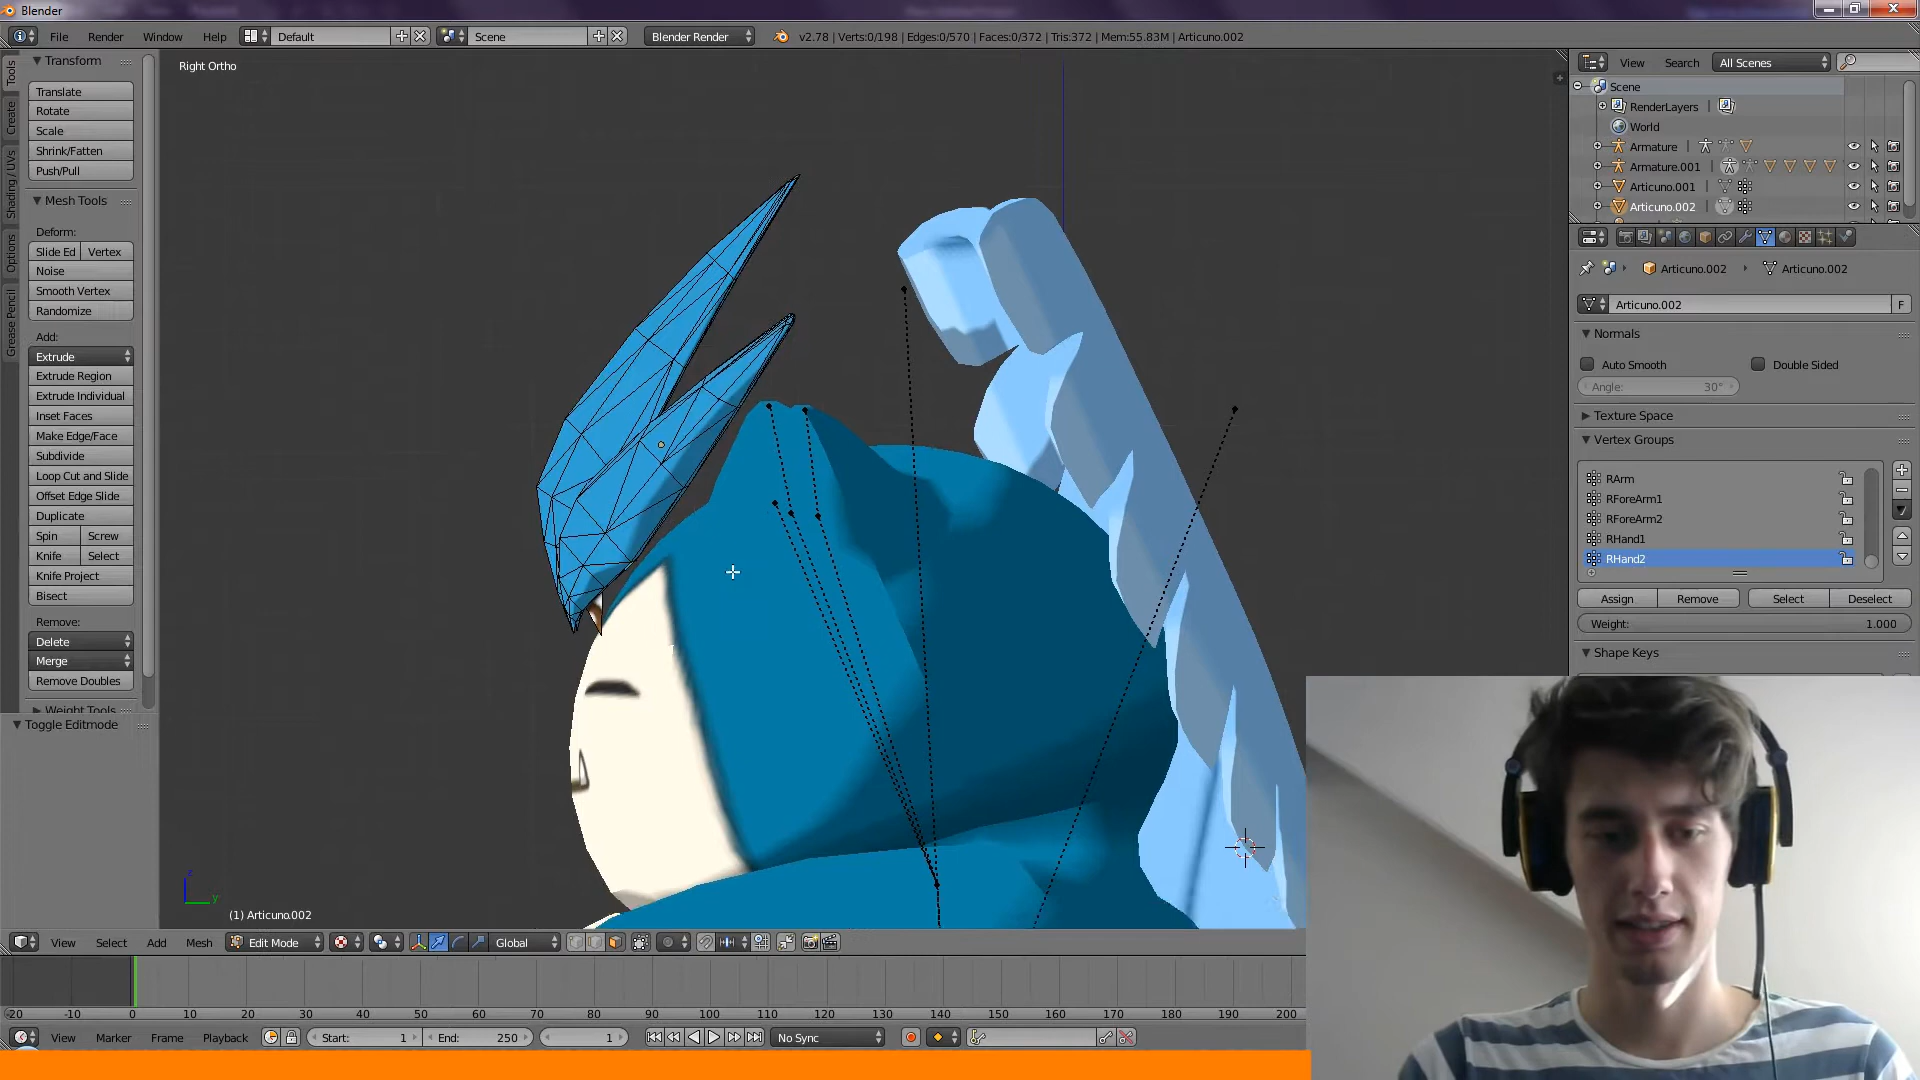 Blender
File Render Window Help Default Scene Blender Render v2.78 | Verts:0/198 | Edges:0/570 | Faces:0/372 | Tris:372 | Mem:55.83M | Articuno.002
Transform
Translate
Rotate
Scale
Shrink/Fatten
Push/Pull
Mesh Tools
Deform:
Slide Ed Vertex
Noise
Smooth Vertex
Randomize
Add:
Extrude
Extrude Region
Extrude Individual
Inset Faces
Make Edge/Face
Subdivide
Loop Cut and Slide
Offset Edge Slide
Duplicate
Spin Screw
Knife Select
Knife Project
Bisect
Remove:
Delete
Merge
Remove Doubles
Weight Tools
Toggle Editmode
Tools
Create
Shading / UVs
Options
Grease Pencil
Right Ortho
z
y
(1) Articuno.002
View Search All Scenes
Scene
RenderLayers
World
Armature
Armature.001
Articuno.001
Articuno.002
Articuno.002 Articuno.002
Articuno.002 F
Normals
Auto Smooth Double Sided
Angle: 30°
Texture Space
Vertex Groups
RArm
RForeArm1
RForeArm2
RHand1
RHand2
Assign Remove Select Deselect
Weight: 1.000
Shape Keys
View Select Add Mesh Edit Mode Global
-20 -10 0 10 20 30 40 50 60 70 80 90 100 110 120 130 140 150 160 170 180 190 200
View Marker Frame Playback Start: 1 End: 250 1 No Sync